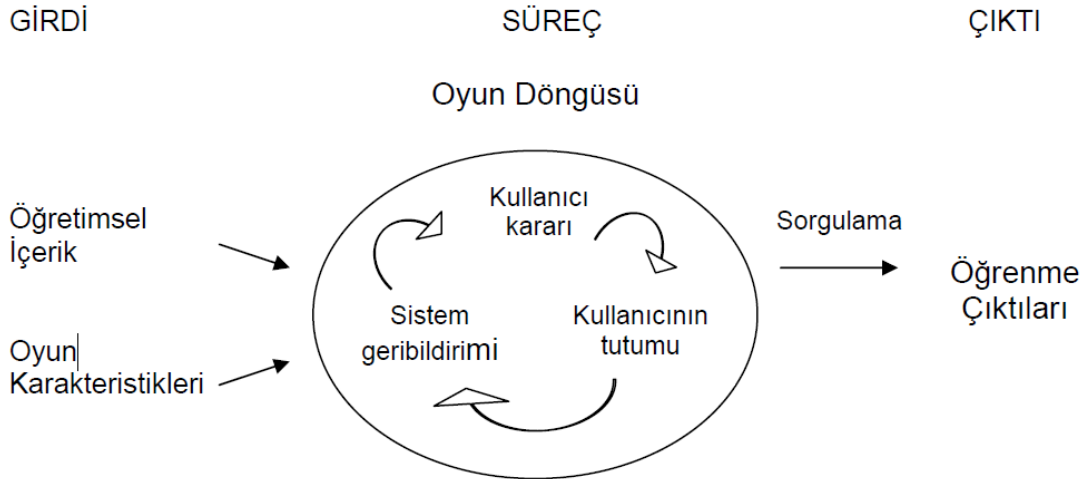 GİRDİ
SÜREÇ
ÇIKTI
Oyun Döngüsü
Öğretimsel
İçerik
Oyun
Karakteristikleri
Kullanıcı
kararı
Kullanıcının
tutumu
Sistem
geribildirimi
Sorgulama
Öğrenme
Çıktıları